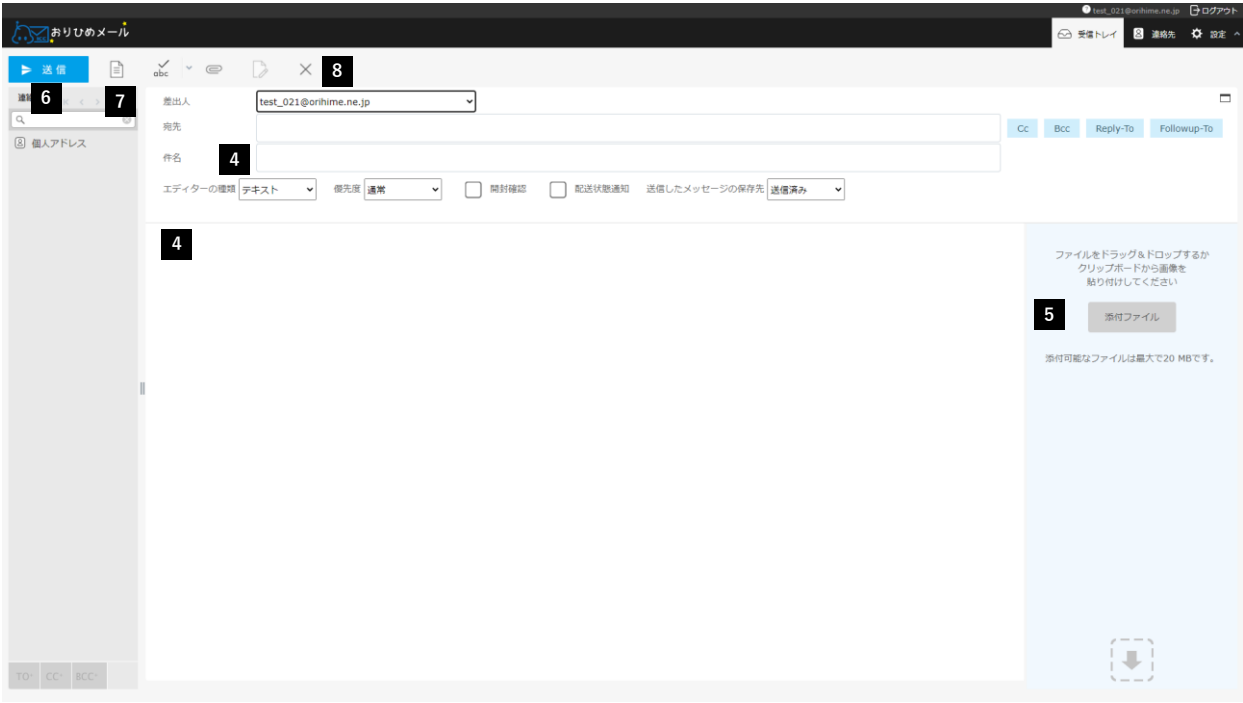 test_021@orihime.ne.jp ログアウト
おりひめメール
受信トレイ 連絡先 設定
送信
abc
8
6
7
差出人 test_021@orihime.ne.jp
宛先
Cc Bcc Reply-To Followup-To
個人アドレス
件名
4
エディターの種類 テキスト 優先度 通常 開封確認 配送状態通知 送信したメッセージの保存先 送信済み
4
ファイルをドラッグ&ドロップするか
クリップボードから画像を
貼り付けしてください
5
添付ファイル
添付可能なファイルは最大で20 MBです。
TO CC BCC